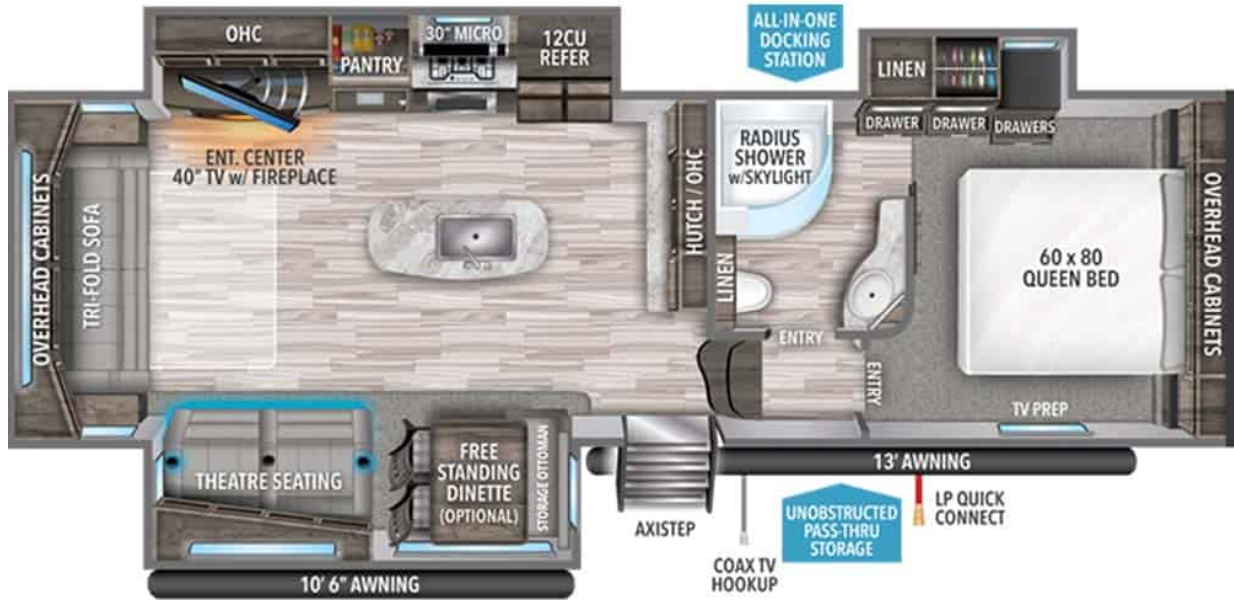 OHC
PANTRY
30" MICRO
12CU
REFER
ALL-IN-ONE
DOCKING
STATION
LINEN
DRAWER
DRAWER
DRAWERS
ENT. CENTER
40" TV w/ FIREPLACE
RADIUS
SHOWER
w/SKYLIGHT
OVERHEAD CABINETS
TRI-FOLD SOFA
HUTCH / OHC
LINEN
60 x 80
QUEEN BED
OVERHEAD CABINETS
ENTRY
ENTRY
TV PREP
THEATRE SEATING
FREE
STANDING
DINETTE
(OPTIONAL)
STORAGE OTTOMAN
13' AWNING
AXISTEP
COAX TV
HOOKUP
UNOBSTRUCTED
PASS-THRU
STORAGE
LP QUICK
CONNECT
10' 6" AWNING